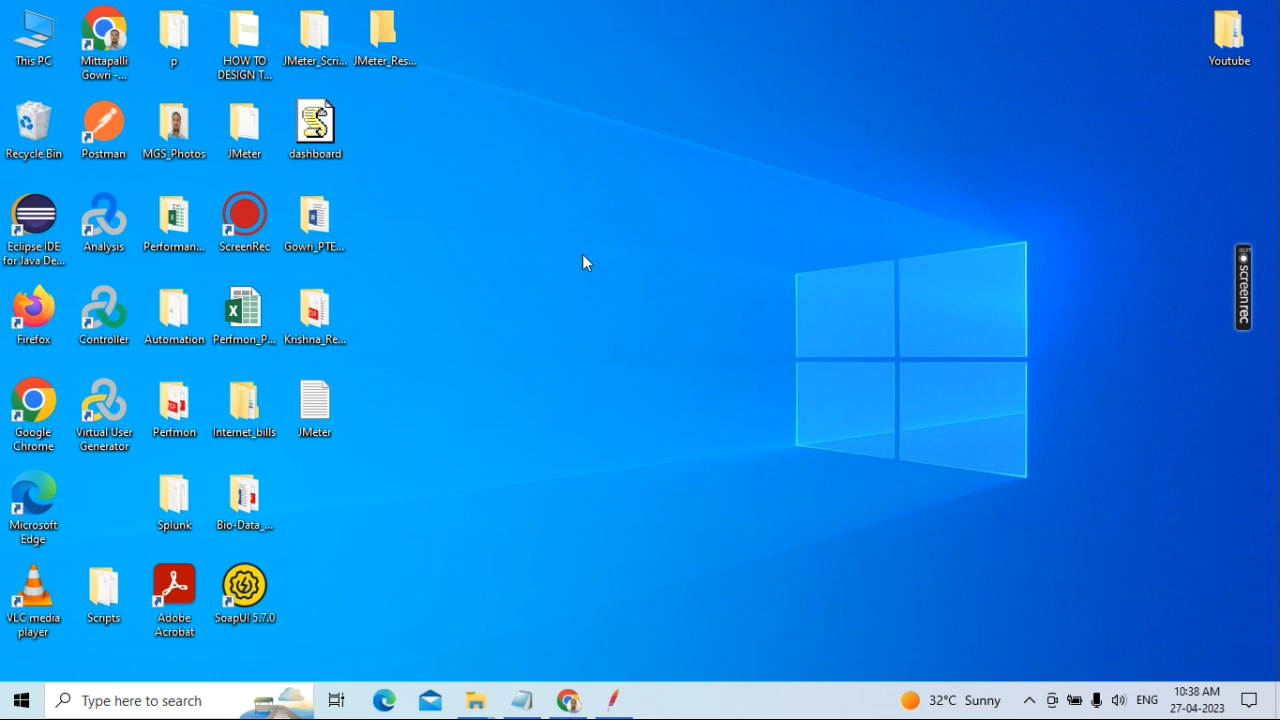 This PC
Mittapalli
Gowri -...
p
HOW TO
DESIGN T...
JMeter_Scri...
JMeter_Res...
Youtube
Recycle Bin
Postman
MGS_Photos
JMeter
dashboard
Eclipse IDE
for Java De...
Analysis
Performan...
ScreenRec
Gowri_PTE...
Firefox
Controller
Automation
Perfmon_P...
Krishna_Re...
screenrec
Google
Chrome
Virtual User
Generator
Perfmon
Internet_bills
JMeter
Microsoft
Edge
Splunk
Bio-Data_...
VLC media
player
Scripts
Adobe
Acrobat
SoapUI 5.7.0
Type here to search
32°C Sunny
ENG
10:38 AM
27-04-2023